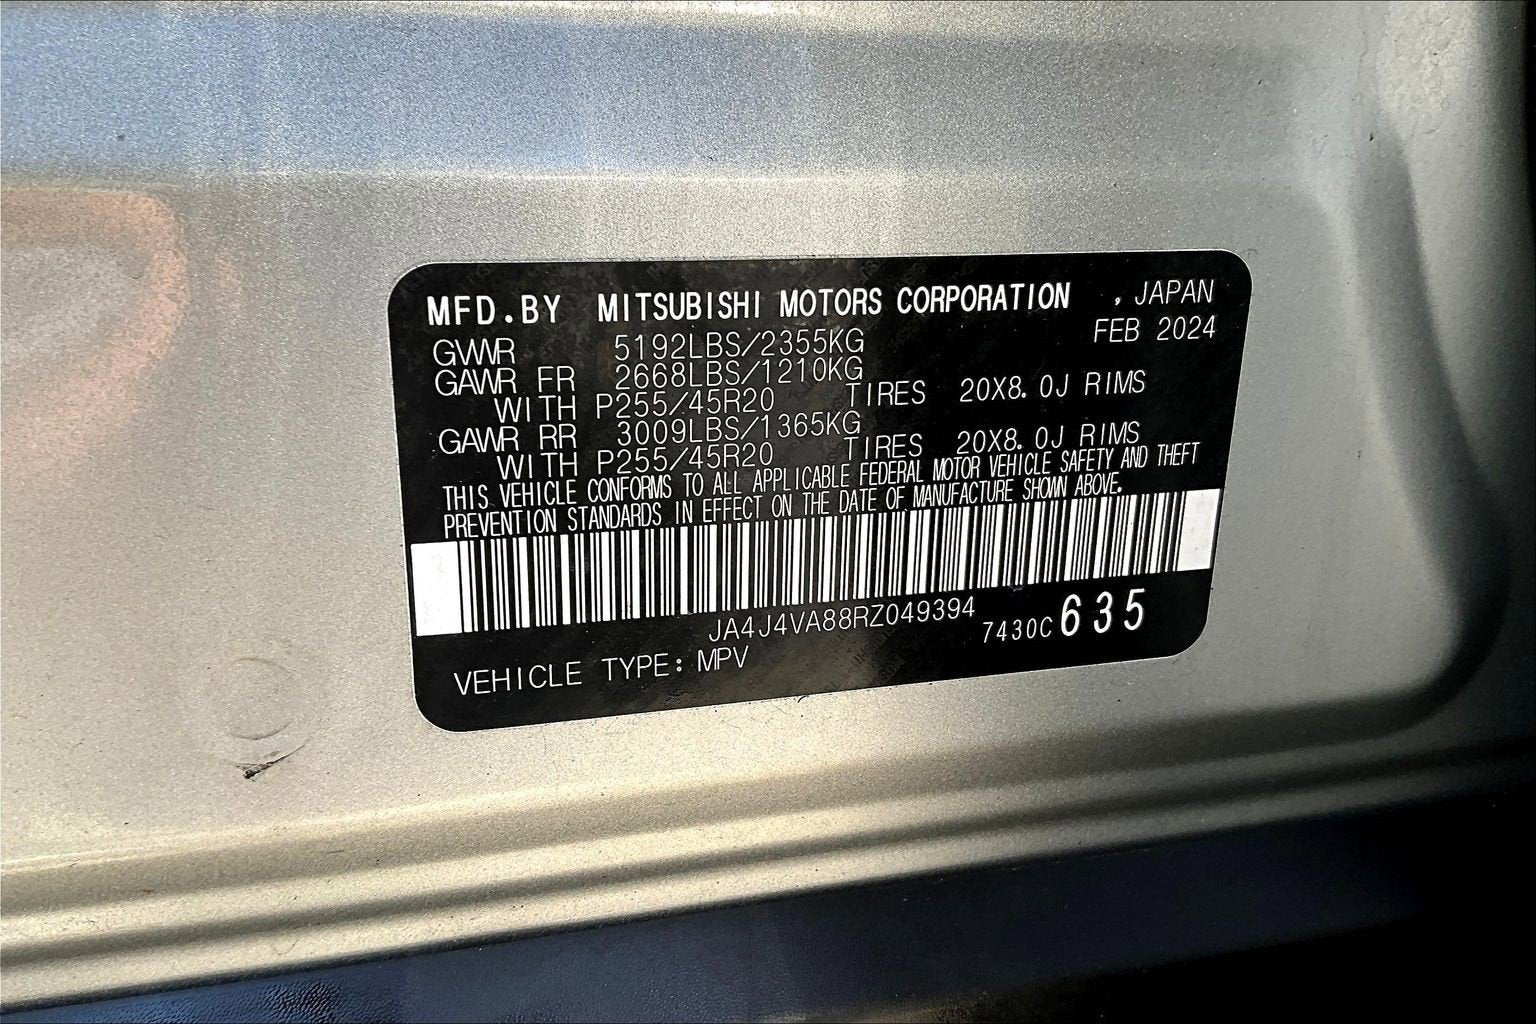 MFD.BY MITSUBISHI MOTORS CORPORATION , JAPAN
FEB 2024
GVWR 5192LBS/2355KG
GAWR FR 2668LBS/1210KG
WITH P255/45R20 TIRES 20X8.0J RIMS
GAWR RR 3009LBS/1365KG
WITH P255/45R20 TIRES 20X8.0J RIMS
THIS VEHICLE CONFORMS TO ALL APPLICABLE FEDERAL MOTOR VEHICLE SAFETY AND THEFT
PREVENTION STANDARDS IN EFFECT ON THE DATE OF MANUFACTURE SHOWN ABOVE.
JA4J4VA88RZ049394
7430C 635
VEHICLE TYPE: MPV